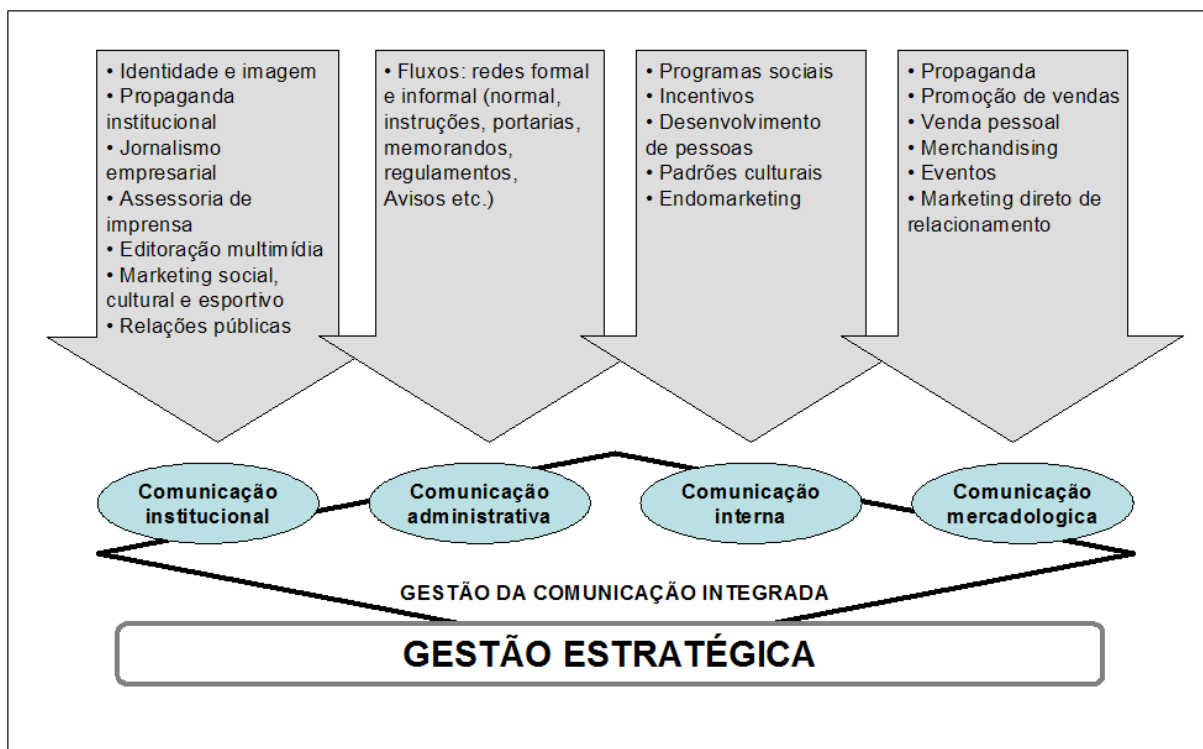 • Identidade e imagem
• Propaganda
institucional
• Jornalismo
empresarial
• Assessoria de
imprensa
• Editoração multimídia
• Marketing social,
cultural e esportivo
• Relações públicas
• Fluxos: redes formal
e informal (normal,
instruções, portarias,
memorandos,
regulamentos,
Avisos etc.)
• Programas sociais
• Incentivos
• Desenvolvimento
de pessoas
• Padrões culturais
• Endomarketing
• Propaganda
• Promoção de vendas
• Venda pessoal
• Merchandising
• Eventos
• Marketing direto de
relacionamento
Comunicação
institucional
Comunicação
administrativa
Comunicação
interna
Comunicação
mercadologica
GESTÃO DA COMUNICAÇÃO INTEGRADA
GESTÃO ESTRATÉGICA